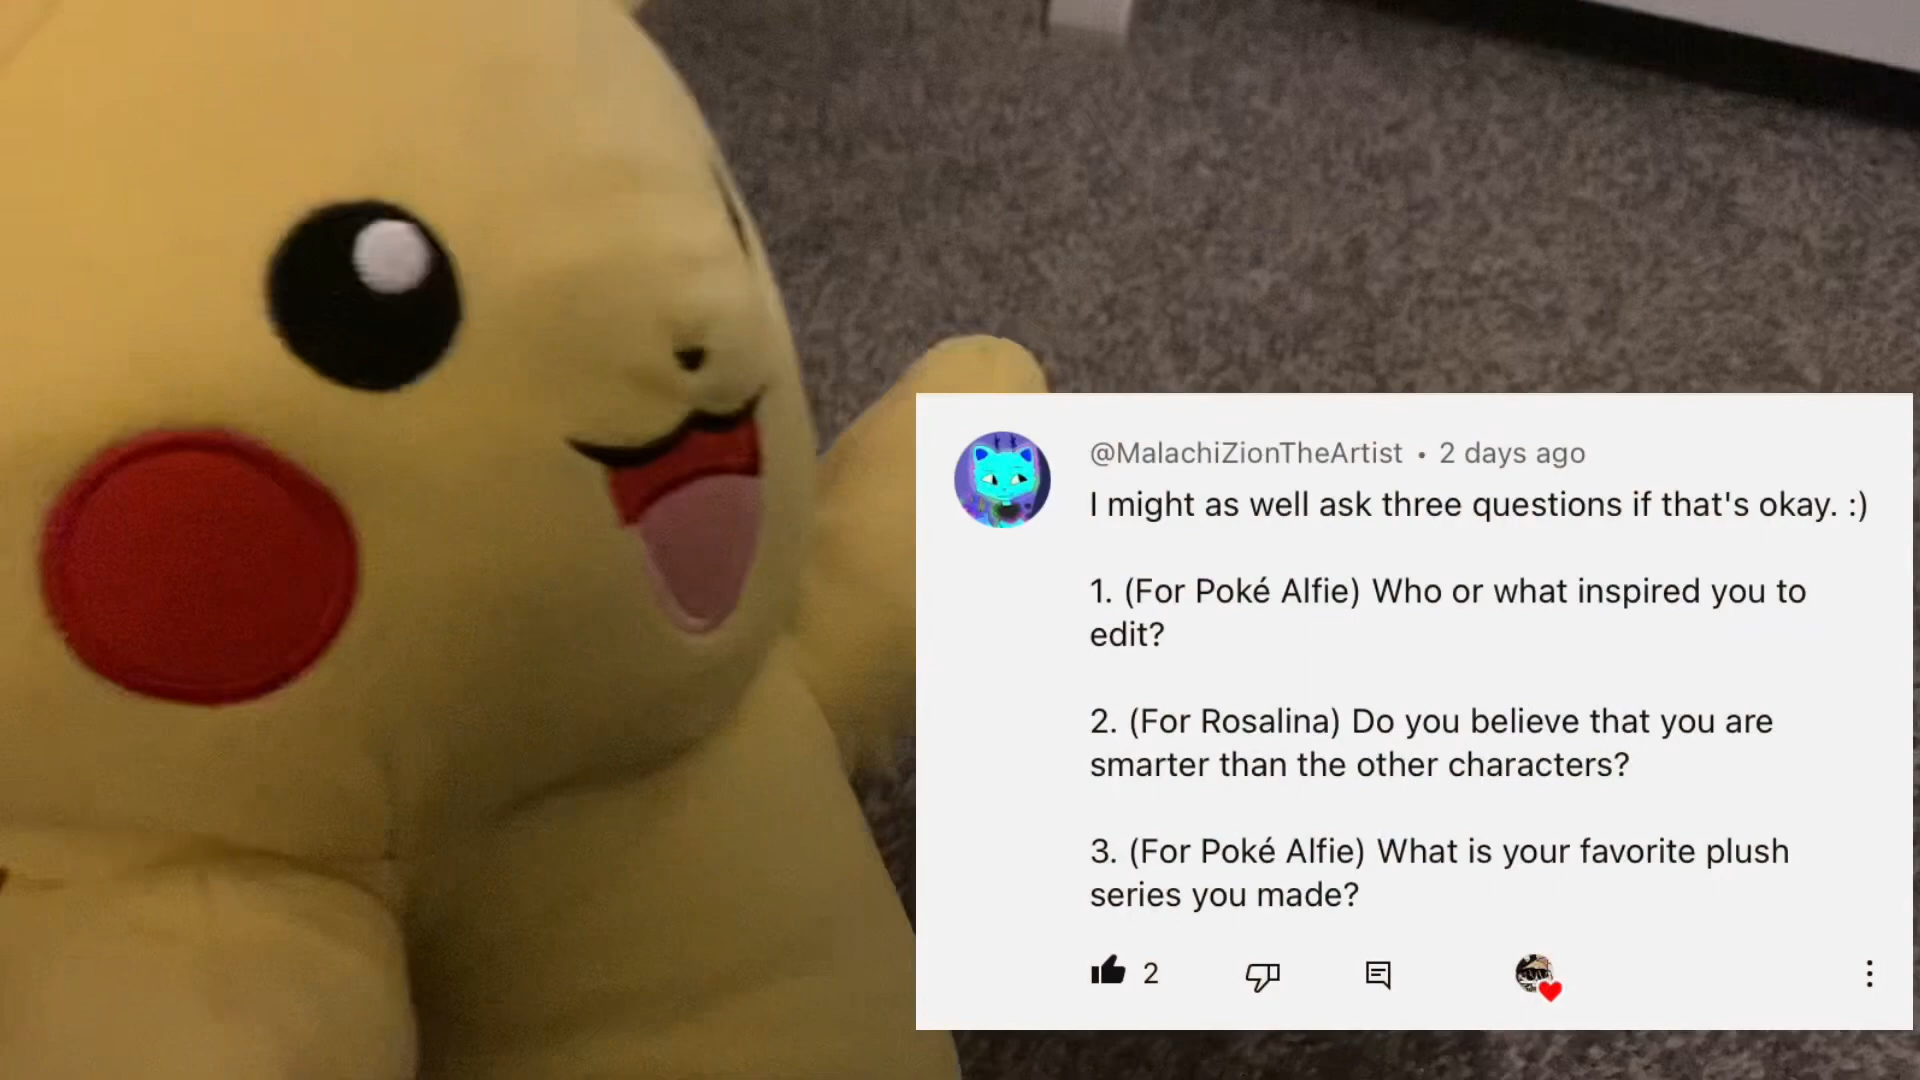 @MalachiZionTheArtist • 2 days ago
I might as well ask three questions if that's okay. :)
1. (For Poké Alfie) Who or what inspired you to
edit?
2. (For Rosalina) Do you believe that you are
smarter than the other characters?
3. (For Poké Alfie) What is your favorite plush
series you made?
2